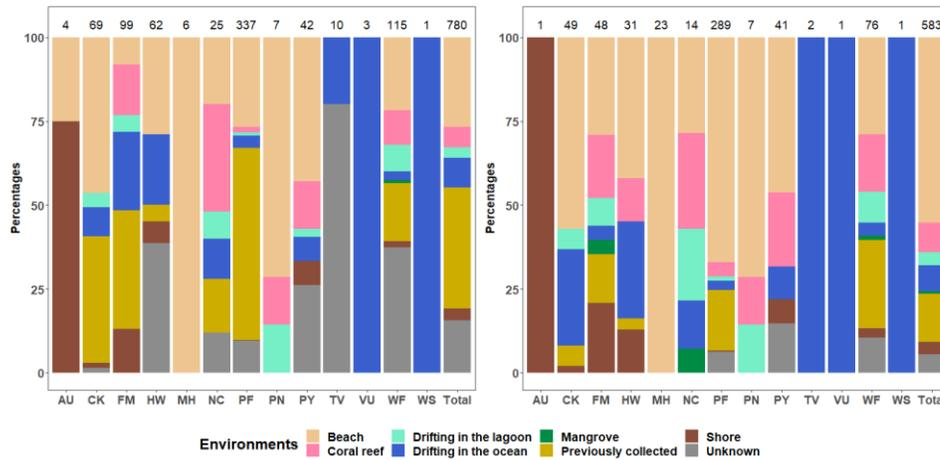 4 69 99 62 6 25 337 7 42 10 3 115 1 780
100
75
50
25
0
Percentages
AU CK FM HW MH NC PF PN PY TV VU WF WS Total
1 49 48 31 23 14 289 7 41 2 1 76 1 583
100
75
50
25
0
Percentages
AU CK FM HW MH NC PF PN PY TV VU WF WS Total
Environments
Beach Drifting in the lagoon Mangrove Shore
Coral reef Drifting in the ocean Previously collected Unknown